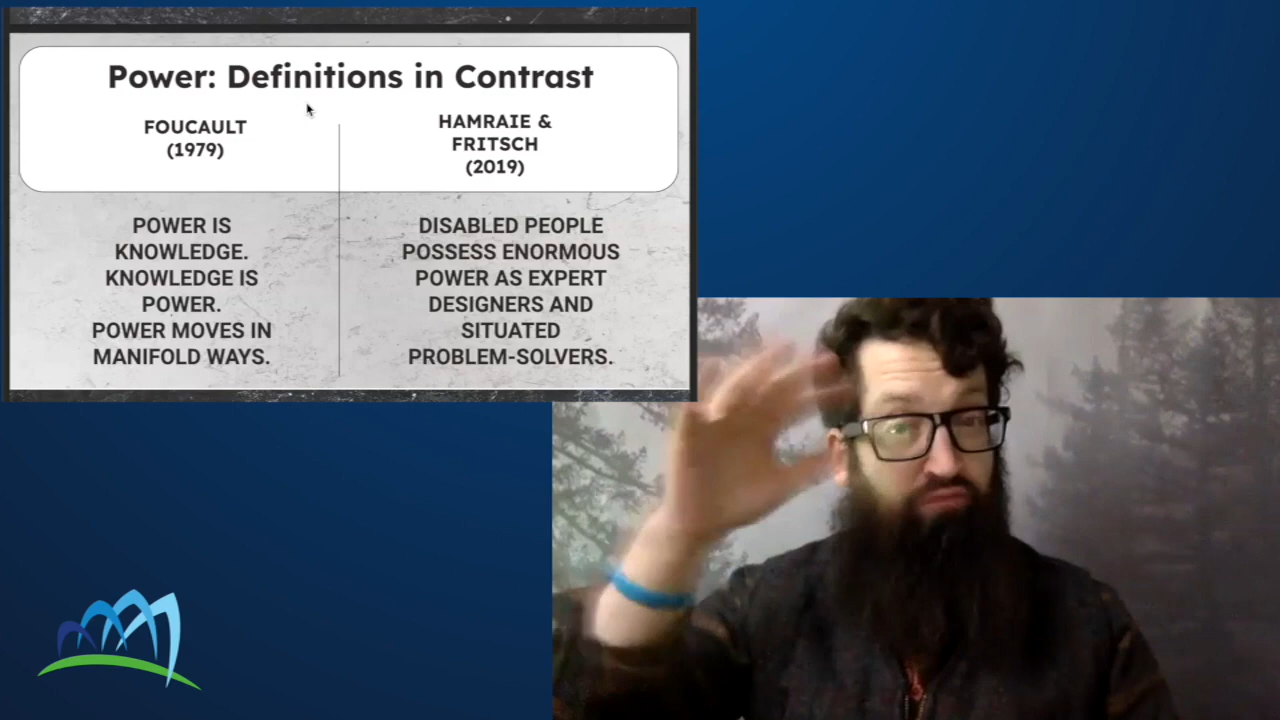 Power: Definitions in Contrast
FOUCAULT
(1979)
HAMRAIE &
FRITSCH
(2019)
POWER IS
KNOWLEDGE.
KNOWLEDGE IS
POWER.
POWER MOVES IN
MANIFOLD WAYS.
DISABLED PEOPLE
POSSESS ENORMOUS
POWER AS EXPERT
DESIGNERS AND
SITUATED
PROBLEM-SOLVERS.